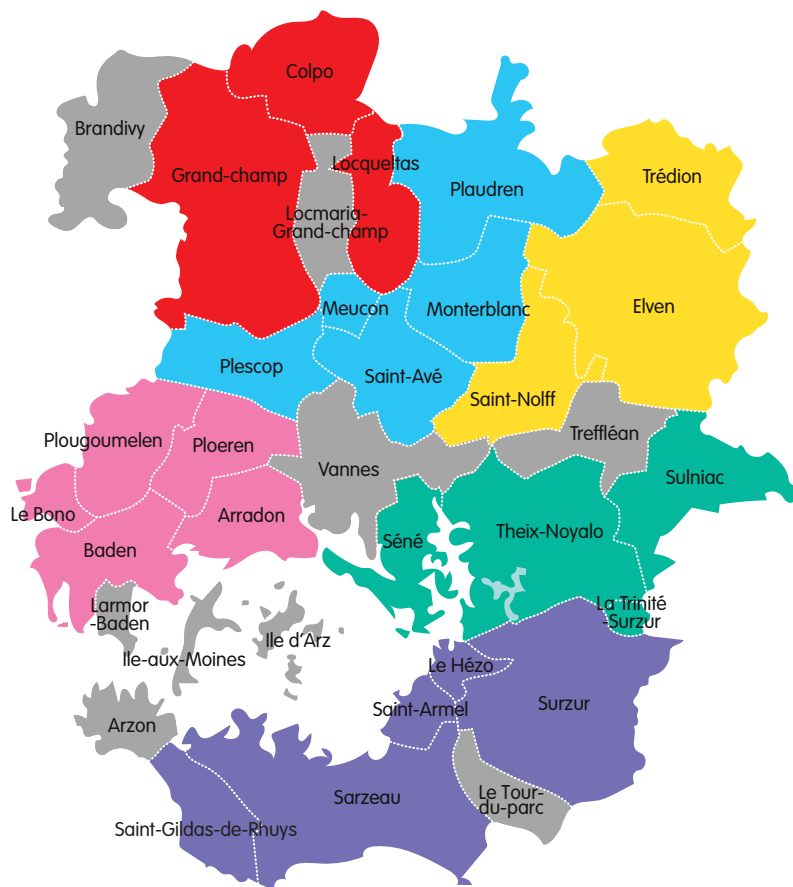 Colpo
Brandivy
Locqueltas
Grand-champ
Trédion
Plaudren
Locmaria-
Grand-champ
Meucon
Monterblanc
Elven
Plescop
Saint-Avé
Saint-Nolff
Plougoumelen
Ploeren
Treffléan
Vannes
Sulniac
Le Bono
Arradon
Theix-Noyalo
Baden
Séné
Larmor
-Baden
La Trinité
-Surzur
Ile d'Arz
Ile-aux-Moines
Le Hézo
Saint-Armel
Surzur
Arzon
Le Tour-
du-parc
Sarzeau
Saint-Gildas-de-Rhuys